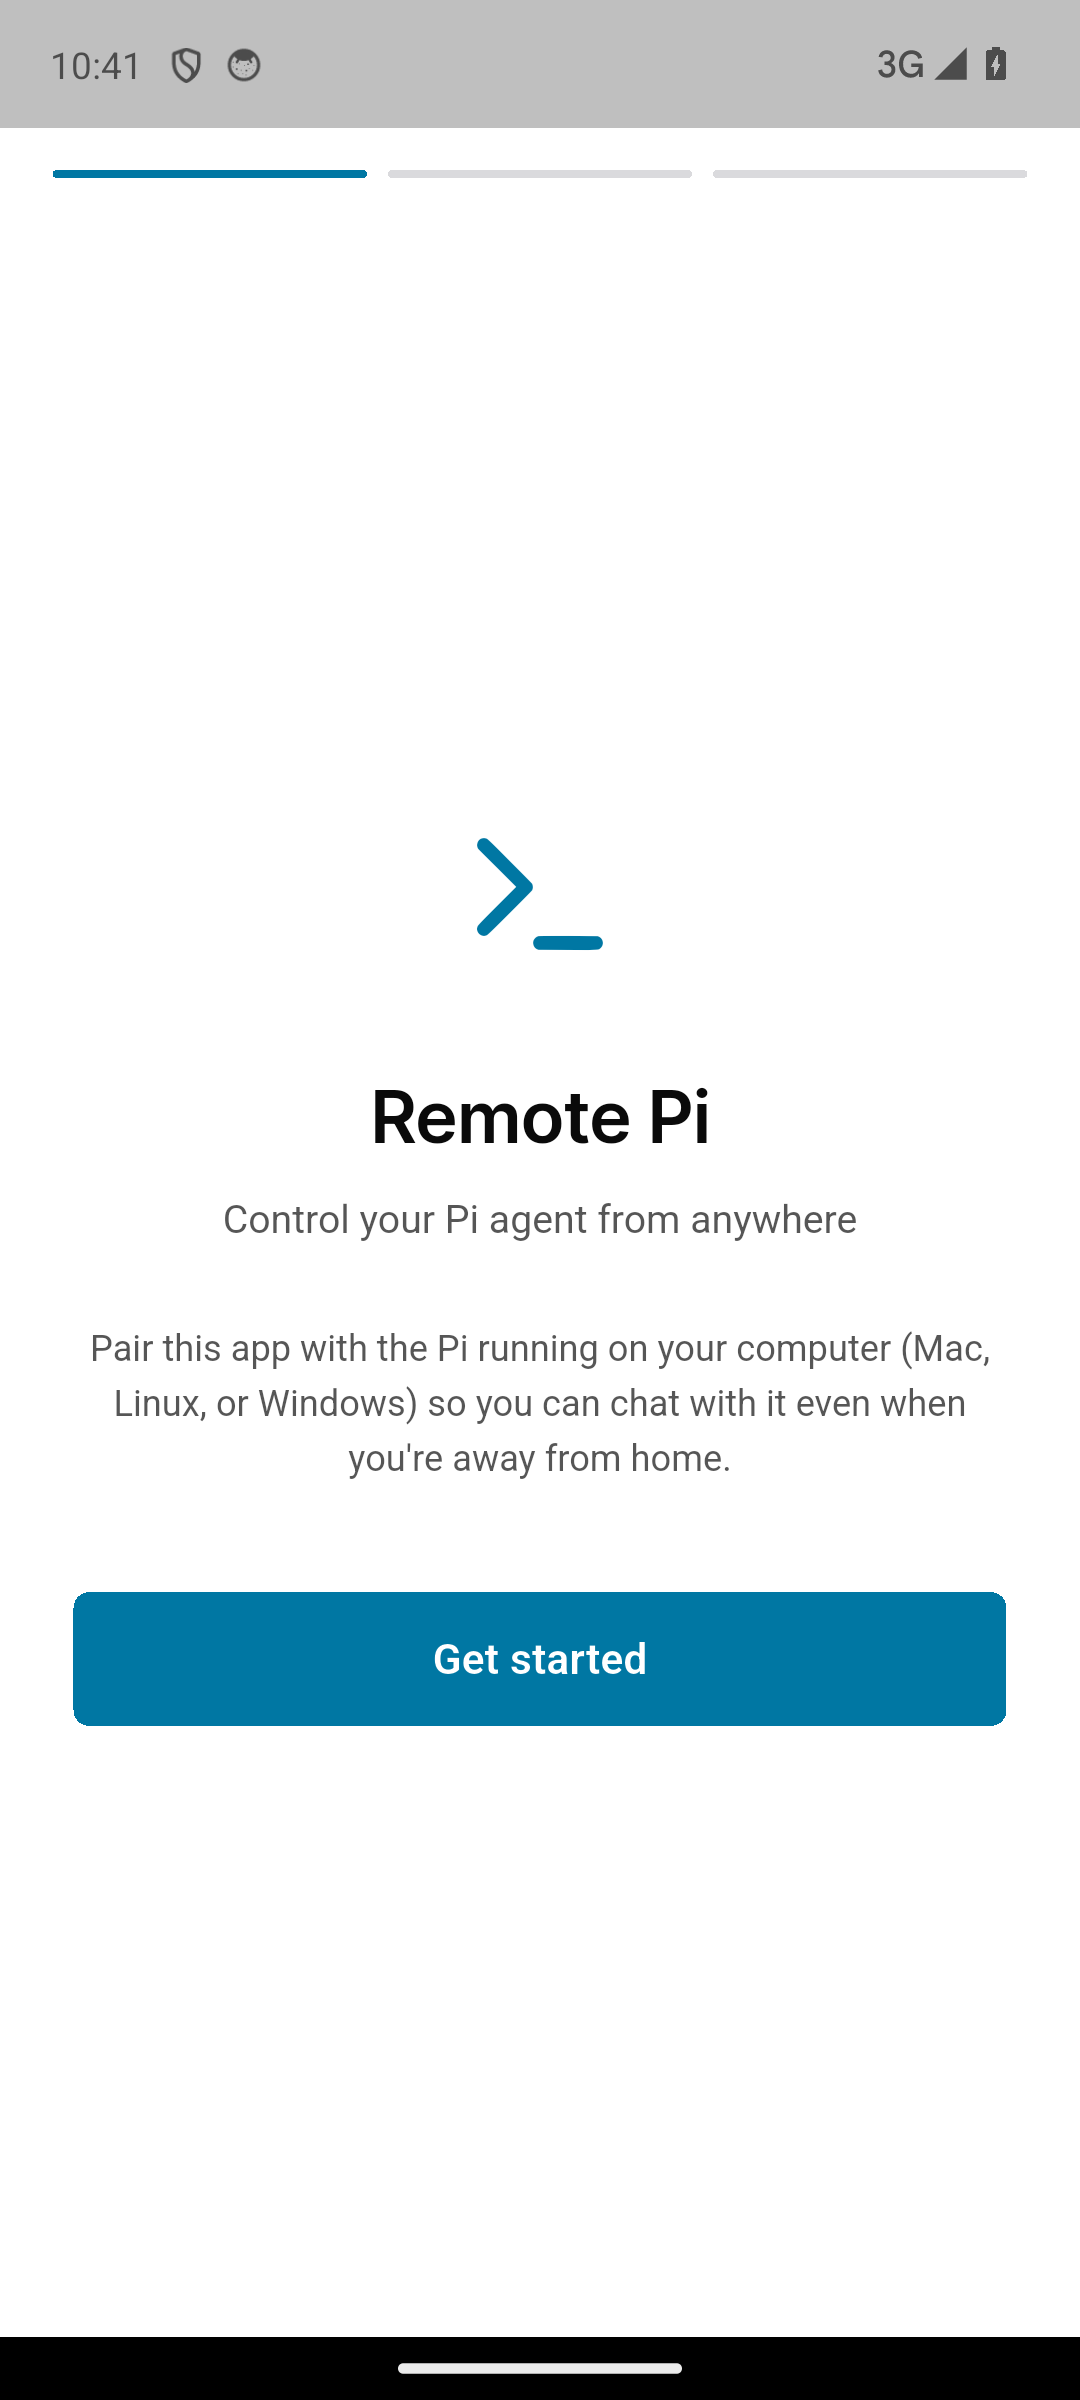 10:41
3G
Remote Pi
Control your Pi agent from anywhere
Pair this app with the Pi running on your computer (Mac,
Linux, or Windows) so you can chat with it even when
you're away from home.
Get started